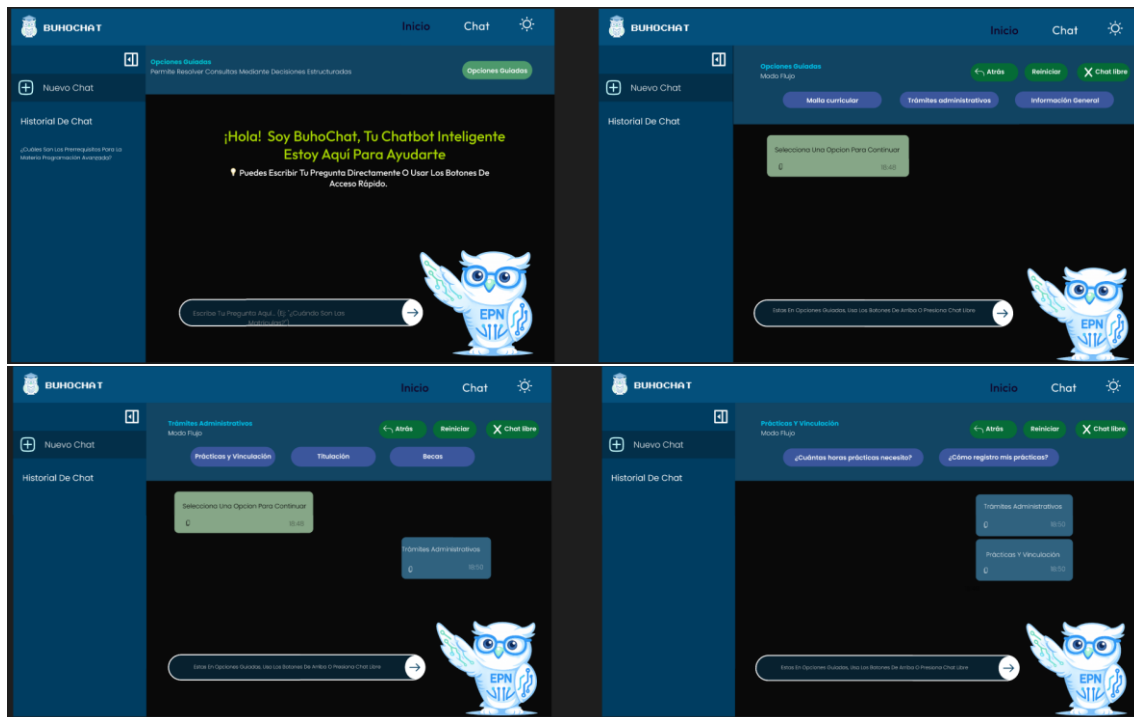 BUHOCHAT
Inicio
Chat
Opciones Guiadas
Permite Resolver Consultas Mediante Decisiones Estructuradas
Opciones Guiadas
Nuevo Chat
Historial De Chat
¿Cuáles Son Los Prerrequisitos Para La
Materia Programación Avanzada?
¡Hola! Soy BuhoChat, Tu Chatbot Inteligente
Estoy Aquí Para Ayudarte
Puedes Escribir Tu Pregunta Directamente O Usar Los Botones De
Acceso Rápido.
Escribe Tu Pregunta Aquí... (Ej: "¿Cuándo Son Las
Matrículas?")
EPN
BUHOCHAT
Inicio
Chat
Opciones Guiadas
Modo Flujo
Atrás
Reiniciar
Chat libre
Nuevo Chat
Malla curricular
Trámites administrativos
Información General
Historial De Chat
Selecciona Una Opcion Para Continuar
18:48
Estas En Opciones Guiadas, Usa Los Botones De Arriba O Presiona Chat Libre
EPN
BUHOCHAT
Inicio
Chat
Trámites Administrativos
Modo Flujo
Atrás
Reiniciar
Chat libre
Nuevo Chat
Prácticas y Vinculación
Titulación
Becas
Historial De Chat
Selecciona Una Opcion Para Continuar
18:48
Trámites Administrativos
18:50
Estas En Opciones Guiadas, Usa Los Botones De Arriba O Presiona Chat Libre
EPN
BUHOCHAT
Inicio
Chat
Prácticas Y Vinculación
Modo Flujo
Atrás
Reiniciar
Chat libre
Nuevo Chat
¿Cuántas horas prácticas necesito?
¿Cómo registro mis prácticas?
Historial De Chat
Trámites Administrativos
18:50
Prácticas Y Vinculación
18:50
Estas En Opciones Guiadas, Usa Los Botones De Arriba O Presiona Chat Libre
EPN